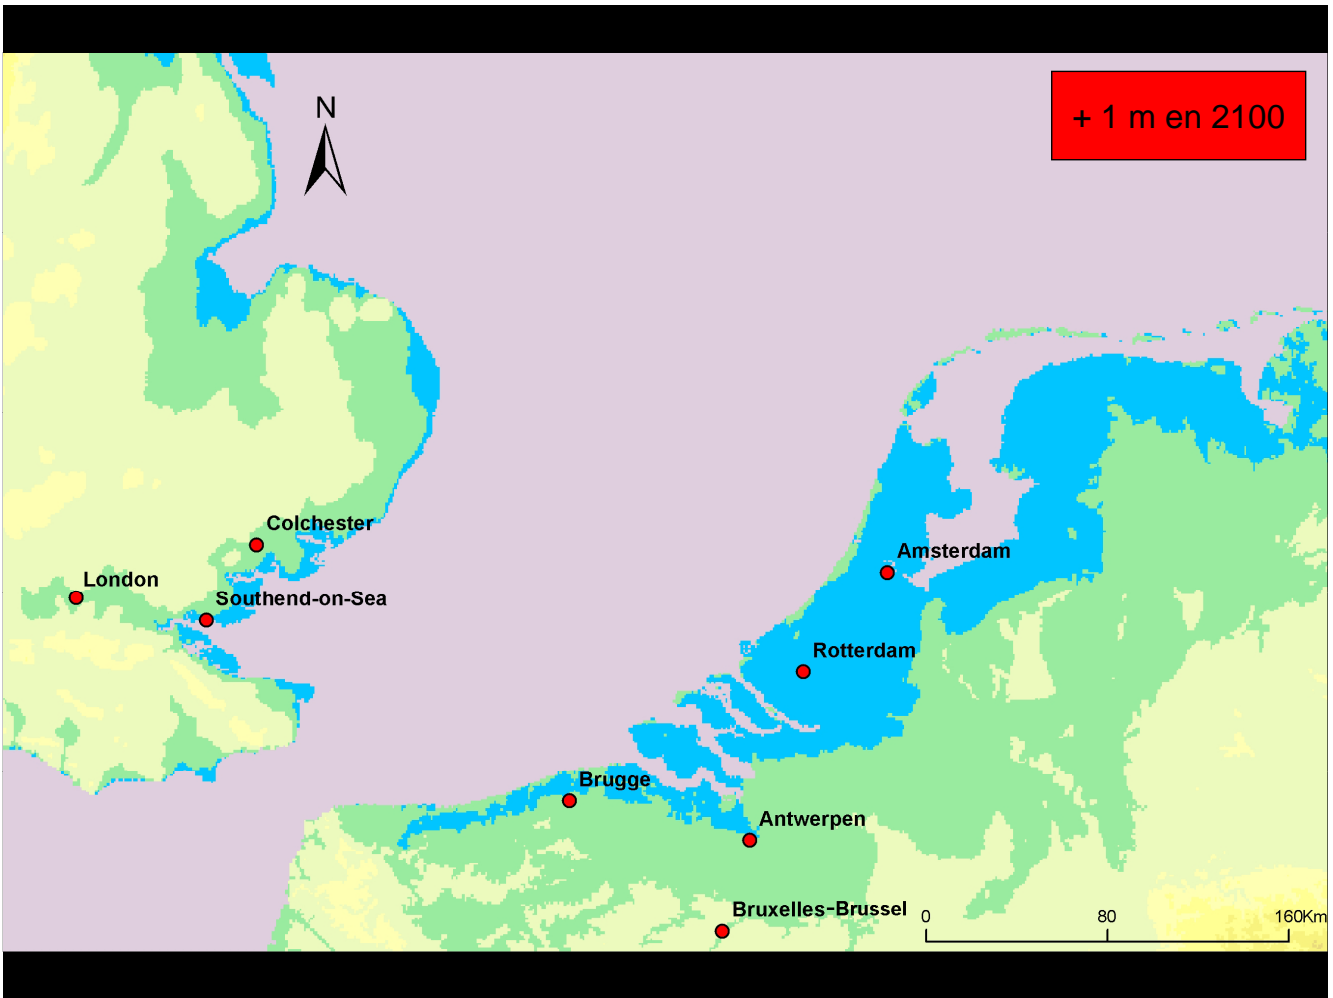 N
+ 1 m en 2100
Colchester
London
Southend-on-Sea
Amsterdam
Rotterdam
Brugge
Antwerpen
Bruxelles-Brussel
0 80 160Km